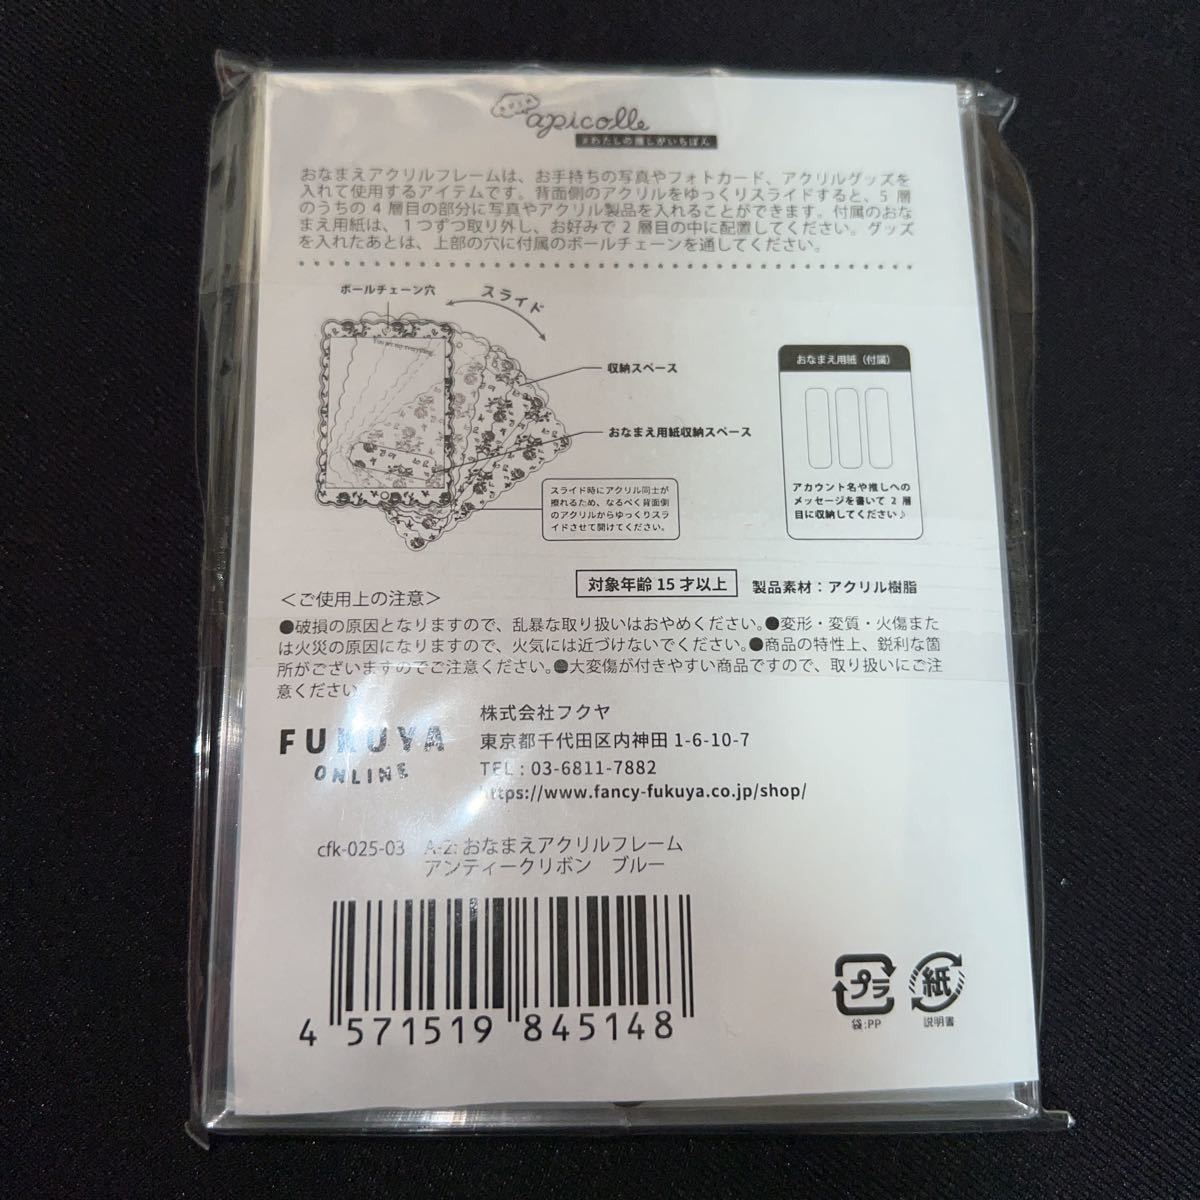 apicolle
#わたしの推しがいちばん
おなまえアクリルフレームは、お手持ちの写真やフォトカード、アクリルグッズを
入れて使用するアイテムです。背面側のアクリルをゆっくりスライドすると、5 層
のうちの 4 層目の部分に写真やアクリル製品を入れることができます。付属のおな
まえ用紙は、1 つずつ取り外し、お好みで 2 層目の中に配置してください。グッズ
を入れたあとは、上部の穴に付属のボールチェーンを通してください。
ボールチェーン穴
スライド
収納スペース
おなまえ用紙収納スペース
スライド時にアクリル同士が
擦れるため、なるべく背面側
のアクリルからゆっくりスラ
イドさせて開けてください。
おなまえ用紙（付属）
アカウント名や推しへの
メッセージを書いて 2 層
目に収納してください♪
対象年齢 15 才以上
製品素材：アクリル樹脂
＜ご使用上の注意＞
●破損の原因となりますので、乱暴な取り扱いはおやめください。●変形・変質・火傷また
は火災の原因になりますので、火気には近づけないでください。●商品の特性上、鋭利な箇
所がございますのでご注意ください。●大変傷が付きやすい商品ですので、取り扱いにご注
意ください
FUKUYA
ONLINE
株式会社フクヤ
東京都千代田区内神田 1-6-10-7
TEL : 03-6811-7882
https://www.fancy-fukuya.co.jp/shop/
cfk-025-03 A-2: おなまえアクリルフレーム
アンティークリボン ブルー
4 571519 845148
プラ
袋:PP
紙
説明書